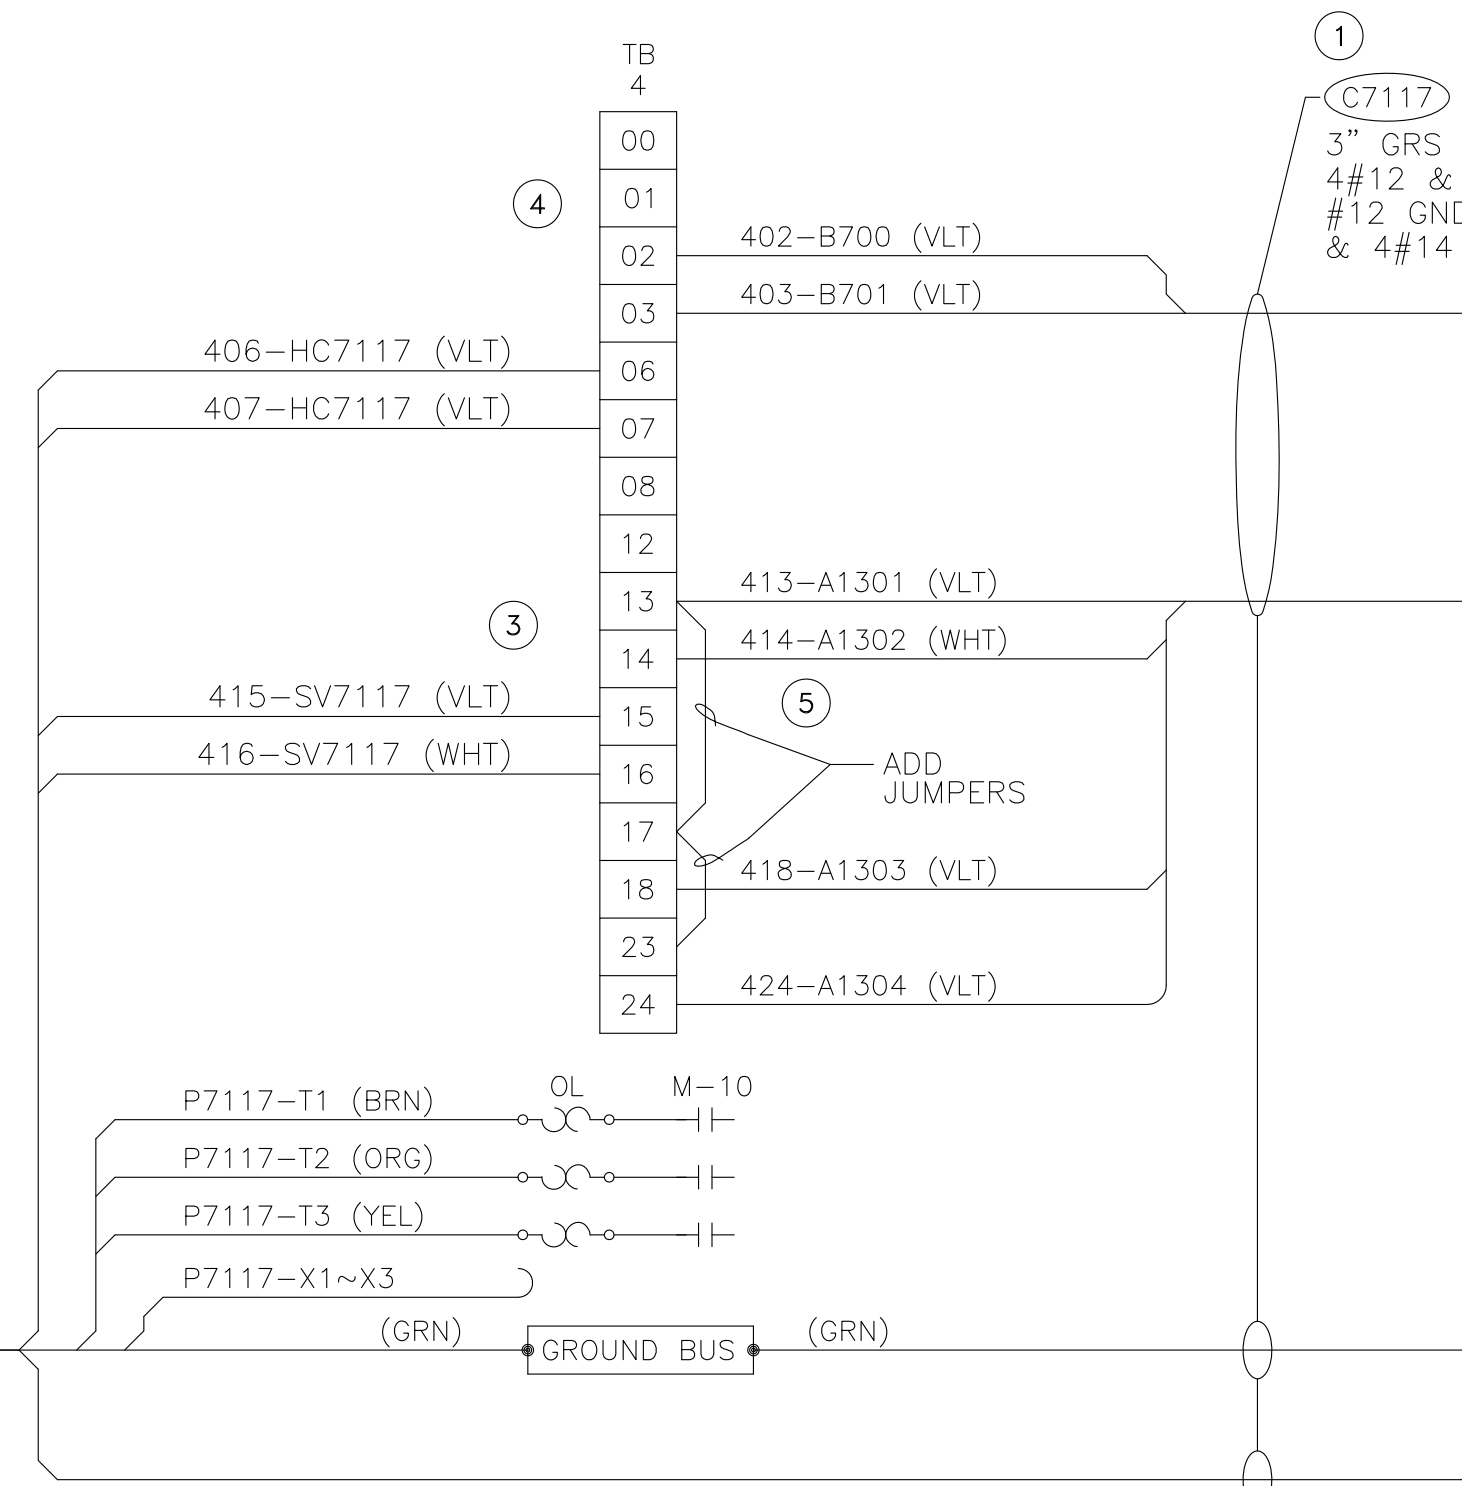 1
C7117
3” GRS
4#12 &
#12 GND
& 4#14
TB
4
00
01
4
02
402-B700 (VLT)
03
403-B701 (VLT)
406-HC7117 (VLT)
06
407-HC7117 (VLT)
07
08
12
13
413-A1301 (VLT)
3
14
414-A1302 (WHT)
415-SV7117 (VLT)
15
5
416-SV7117 (WHT)
16
ADD
JUMPERS
17
18
418-A1303 (VLT)
23
24
424-A1304 (VLT)
OL
M-10
P7117-T1 (BRN)
P7117-T2 (ORG)
P7117-T3 (YEL)
P7117-X1~X3
(GRN)
GROUND BUS
(GRN)